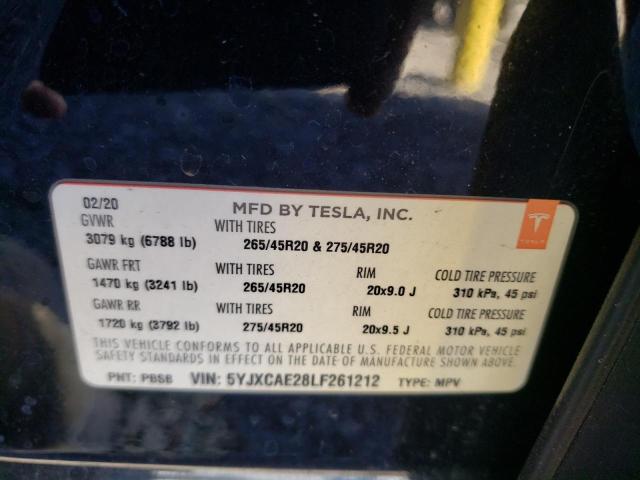 02/20
MFD BY TESLA, INC.
GVWR WITH TIRES
3079 kg (6788 lb) 265/45R20 & 275/45R20
TESLA
GAWR FRT WITH TIRES RIM COLD TIRE PRESSURE
1470 kg (3241 lb) 265/45R20 20x9.0 J 310 kPa, 45 psi
GAWR RR WITH TIRES RIM COLD TIRE PRESSURE
1720 kg (3792 lb) 275/45R20 20x9.5 J 310 kPa, 45 psi
THIS VEHICLE CONFORMS TO ALL APPLICABLE U.S. FEDERAL MOTOR VEHICLE
SAFETY STANDARDS IN EFFECT ON THE DATE OF MANUFACTURE SHOWN ABOVE.
PNT: PBSB VIN: 5YJXCAE28LF261212 TYPE: MPV